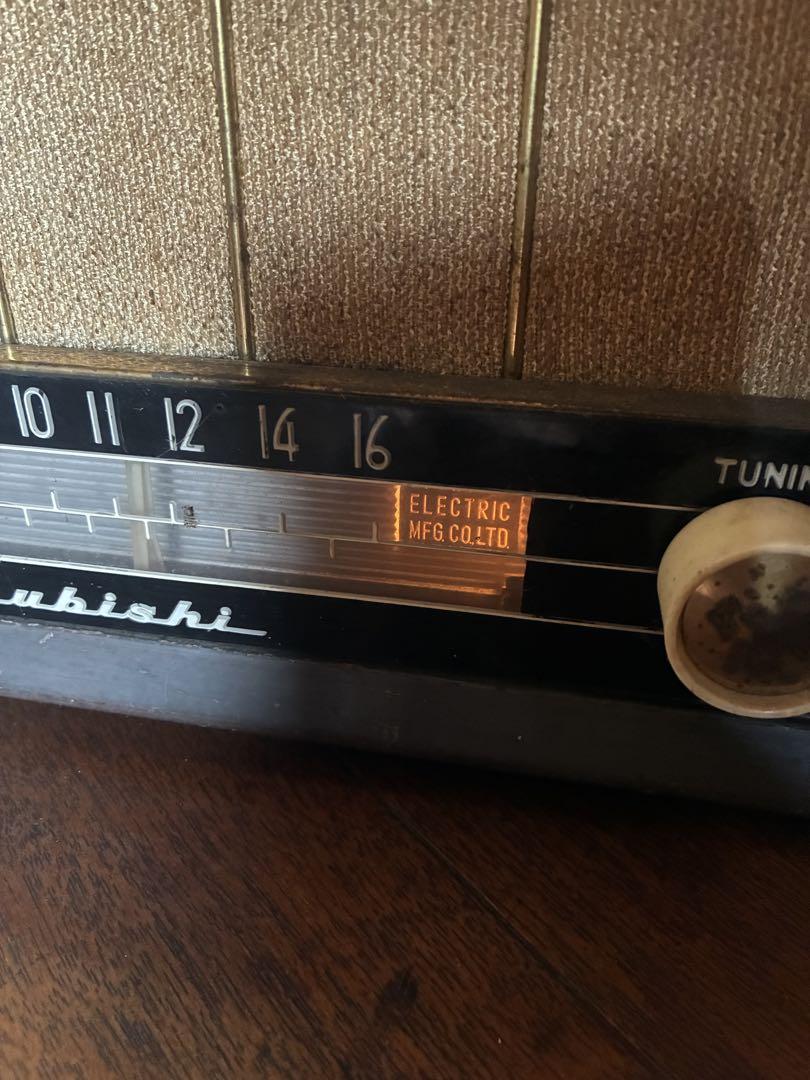 10 11 12 14 16
TUNIN
ELECTRIC
MFG.CO.,LTD.
ubishi